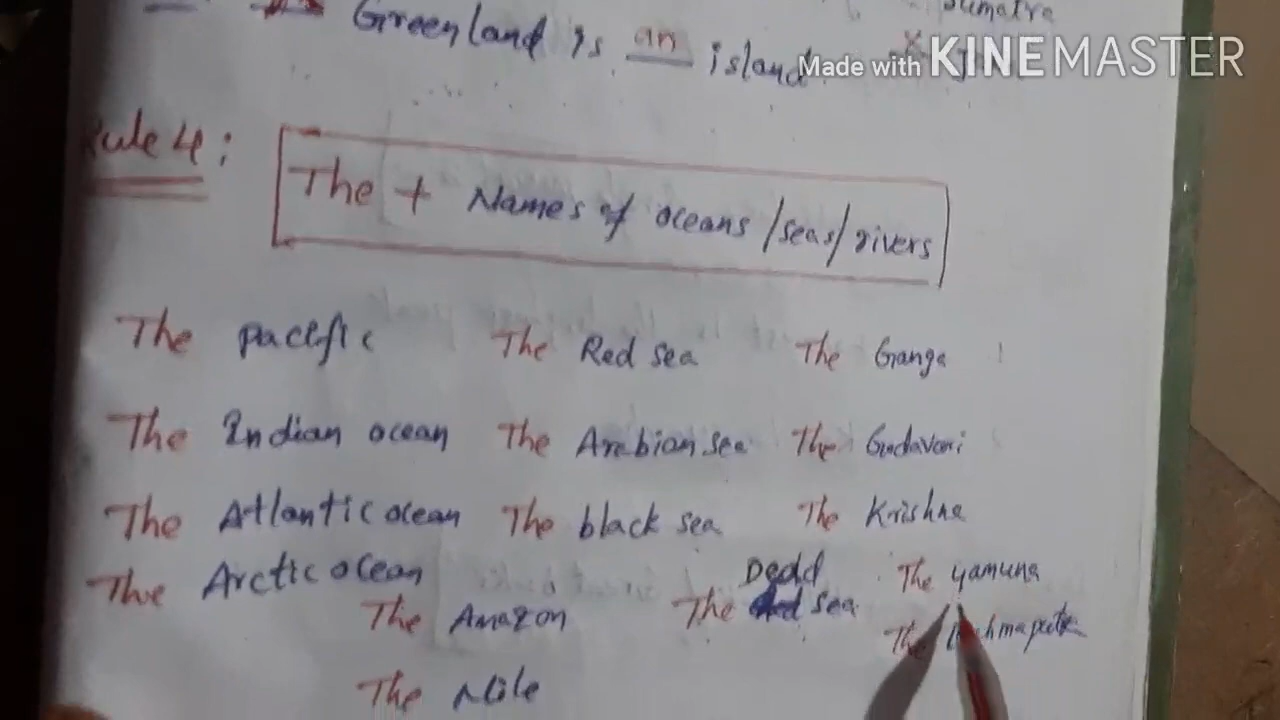 Sumatra
Greenland is an island
Made with KINEMASTER
Rule 4:
The + Names of oceans/seas/rivers
The pacific The Red sea The Ganga
The Indian ocean The Arabian sea The Godavari
The Atlantic ocean The black sea The Krishna
The Arctic ocean Dead The yamuna
The Amazon The sea The
The Nile